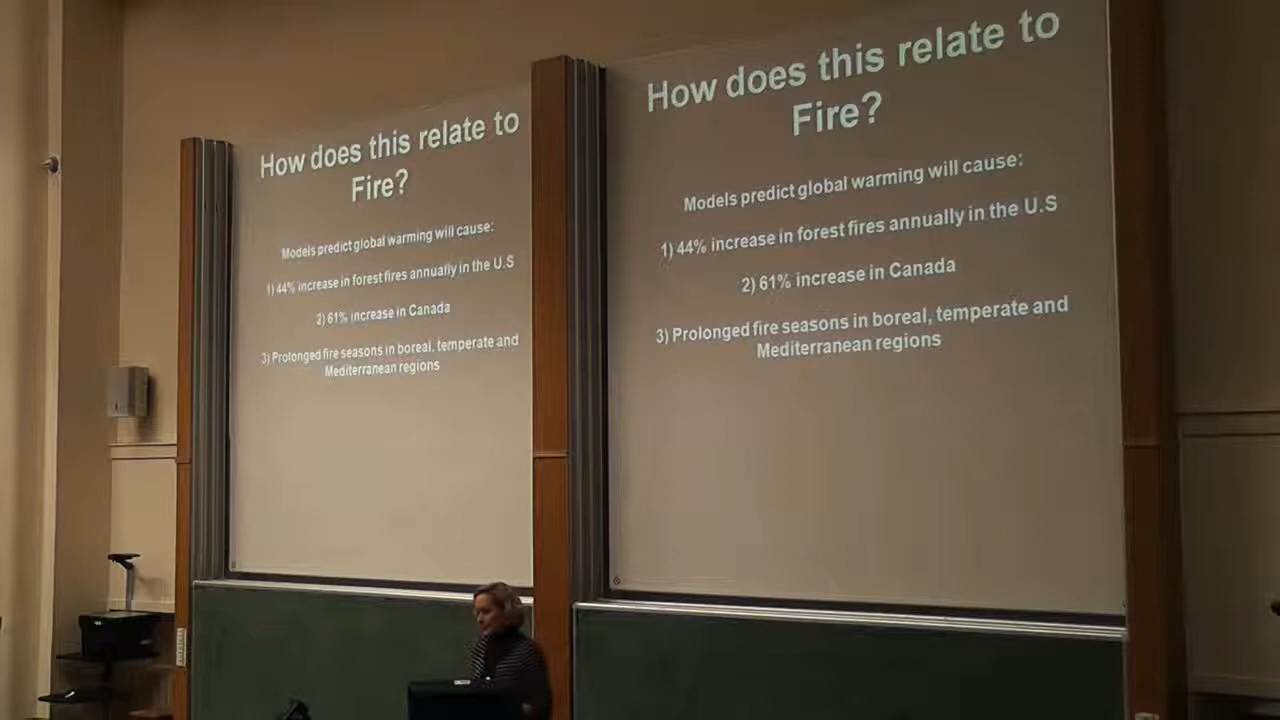 How does this relate to
Fire?
Models predict global warming will cause:
1) 44% increase in forest fires annually in the U.S
2) 61% increase in Canada
3) Prolonged fire seasons in boreal, temperate and
Mediterranean regions
How does this relate to
Fire?
Models predict global warming will cause:
1) 44% increase in forest fires annually in the U.S
2) 61% increase in Canada
3) Prolonged fire seasons in boreal, temperate and
Mediterranean regions